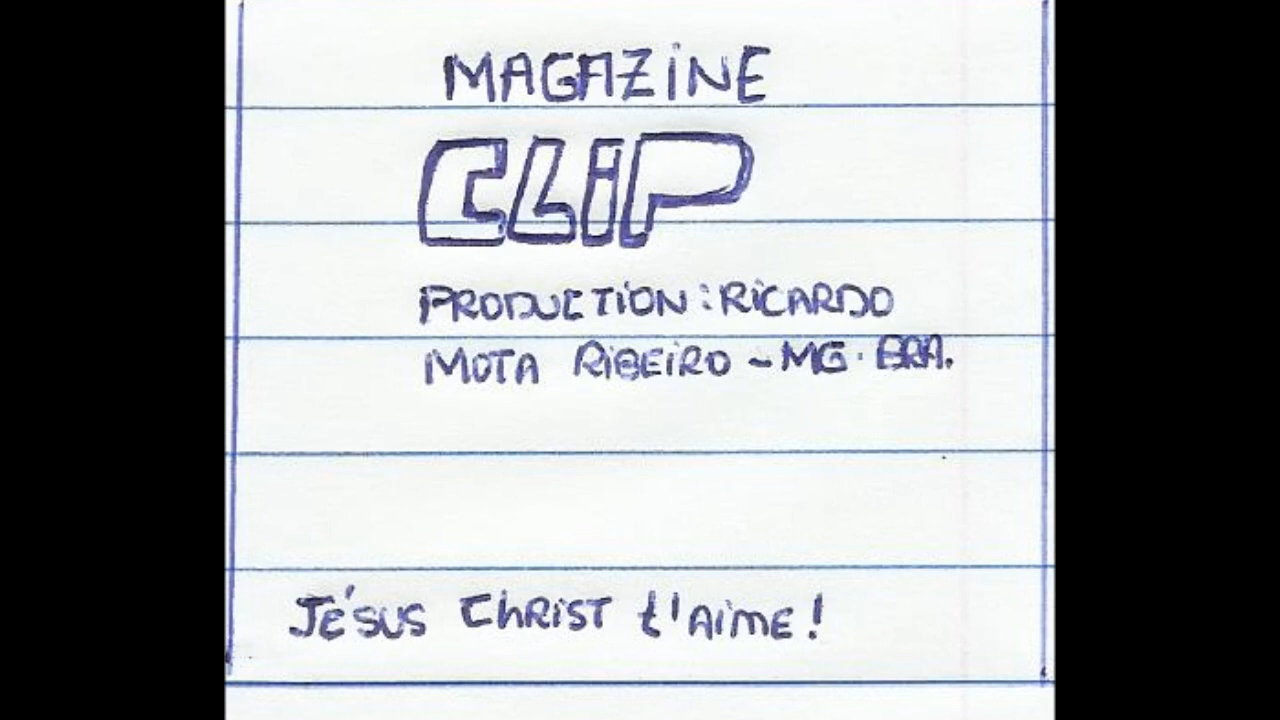 MAGAZINE
CLIP
PRODUCTION: RICARDO
MOTA RIBEIRO - MG. BRA.
JÉSUS CHRIST t'AIME!